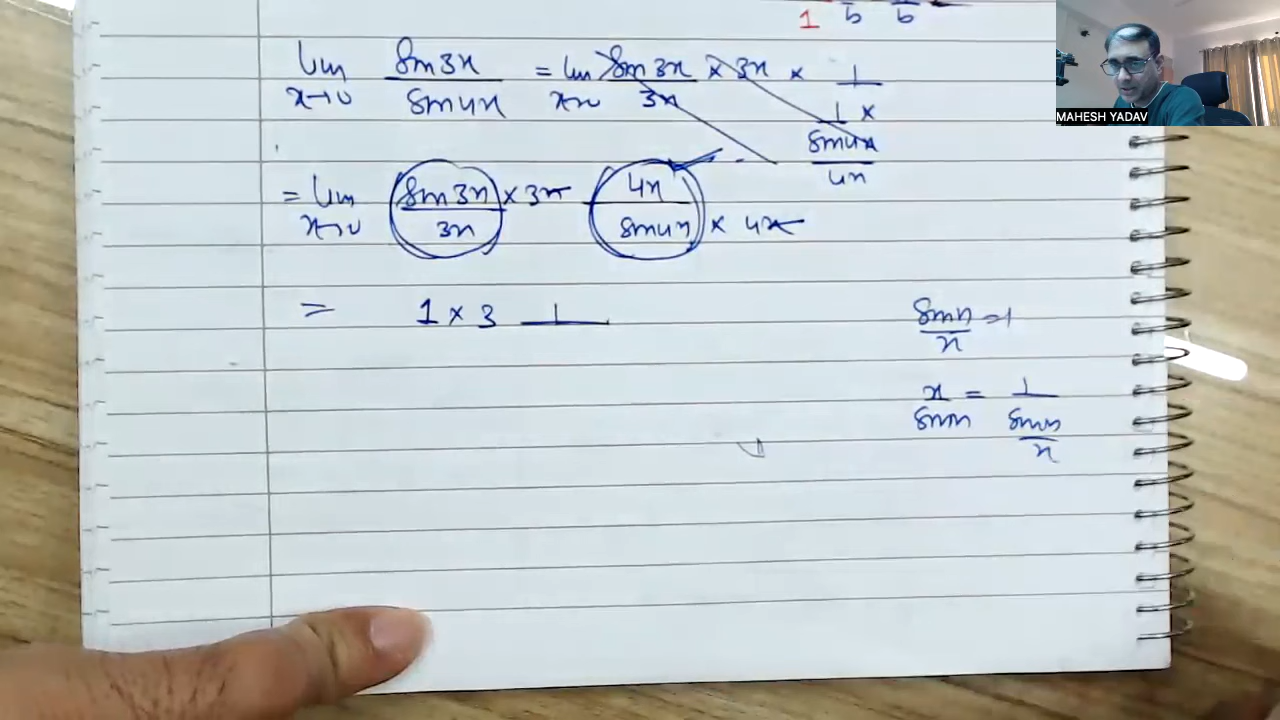 1 b b
lim x→0 sin3x / sin4x = lim x→0 sin3x / 3x × 3x × 1 / 1 × sin4x / 4x
= lim x→0 sin3x / 3x × 3x 4x / sin4x × 4x
= 1 × 3 1
sinx / x = 1
x / sinx = 1 / sinx / x
MAHESH YADAV